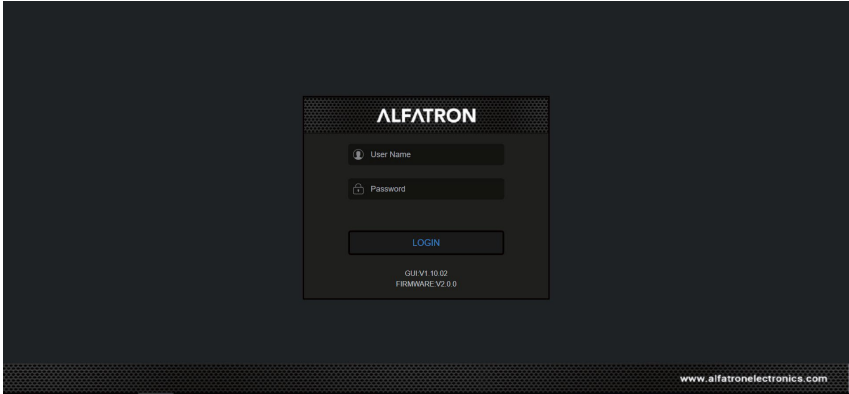 ALFATRON
User Name
Password
LOGIN
GUI:V1.10.02
FIRMWARE:V2.0.0
www.alfatronelectronics.com